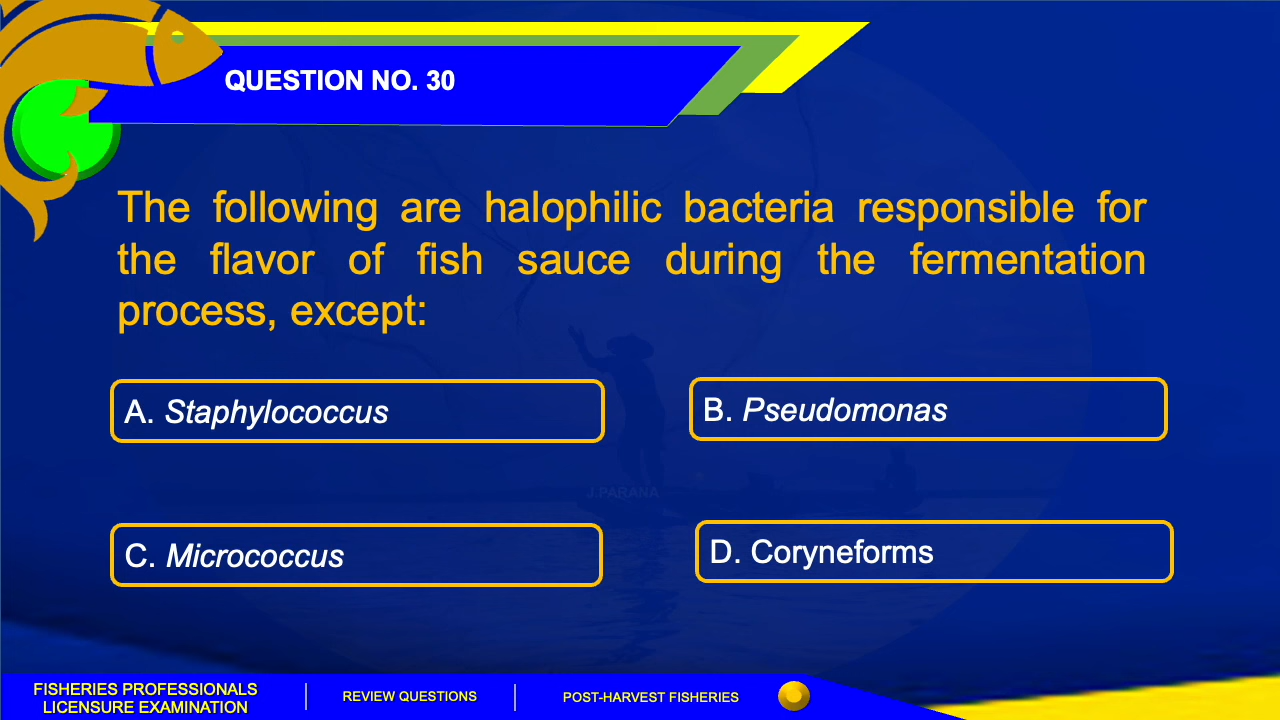 QUESTION NO. 30
The following are halophilic bacteria responsible for
the flavor of fish sauce during the fermentation
process, except:
A. Staphylococcus
B. Pseudomonas
J.PARANA
C. Micrococcus
D. Coryneforms
FISHERIES PROFESSIONALS
LICENSURE EXAMINATION
REVIEW QUESTIONS
POST-HARVEST FISHERIES